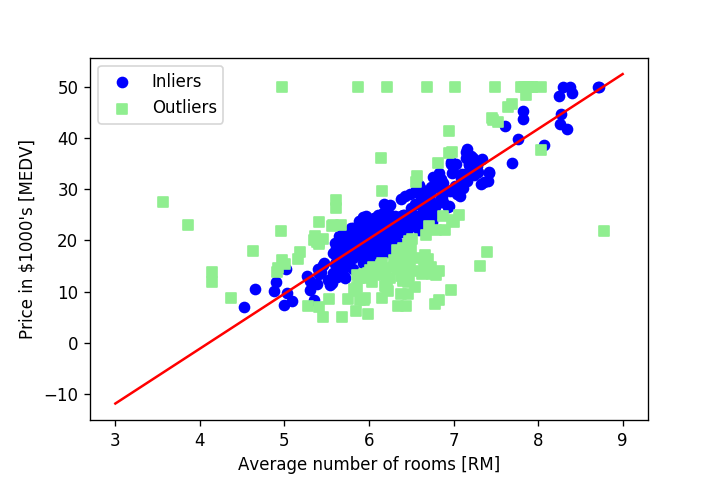 Inliers
Outliers
Price in $1000's [MEDV]
50
40
30
20
10
0
−10
3 4 5 6 7 8 9
Average number of rooms [RM]